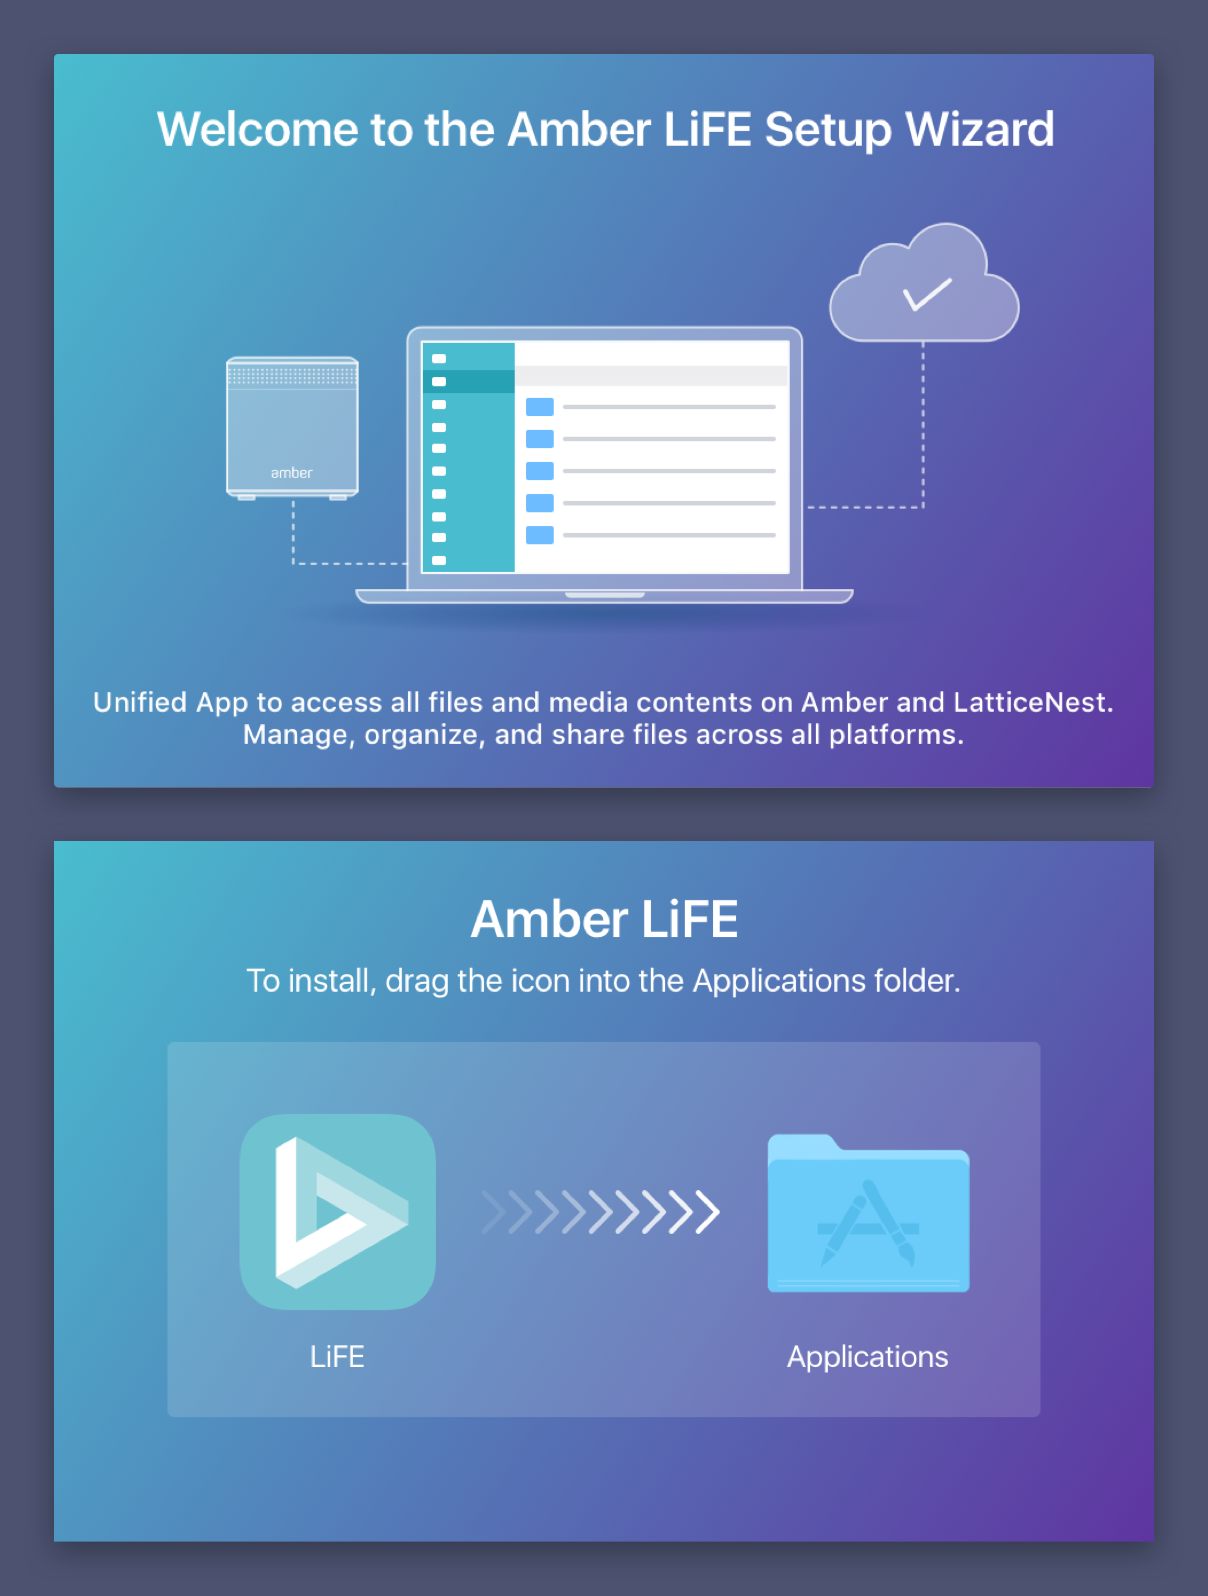 Welcome to the Amber LiFE Setup Wizard
amber
Unified App to access all files and media contents on Amber and LatticeNest.
Manage, organize, and share files across all platforms.
Amber LiFE
To install, drag the icon into the Applications folder.
LiFE
Applications